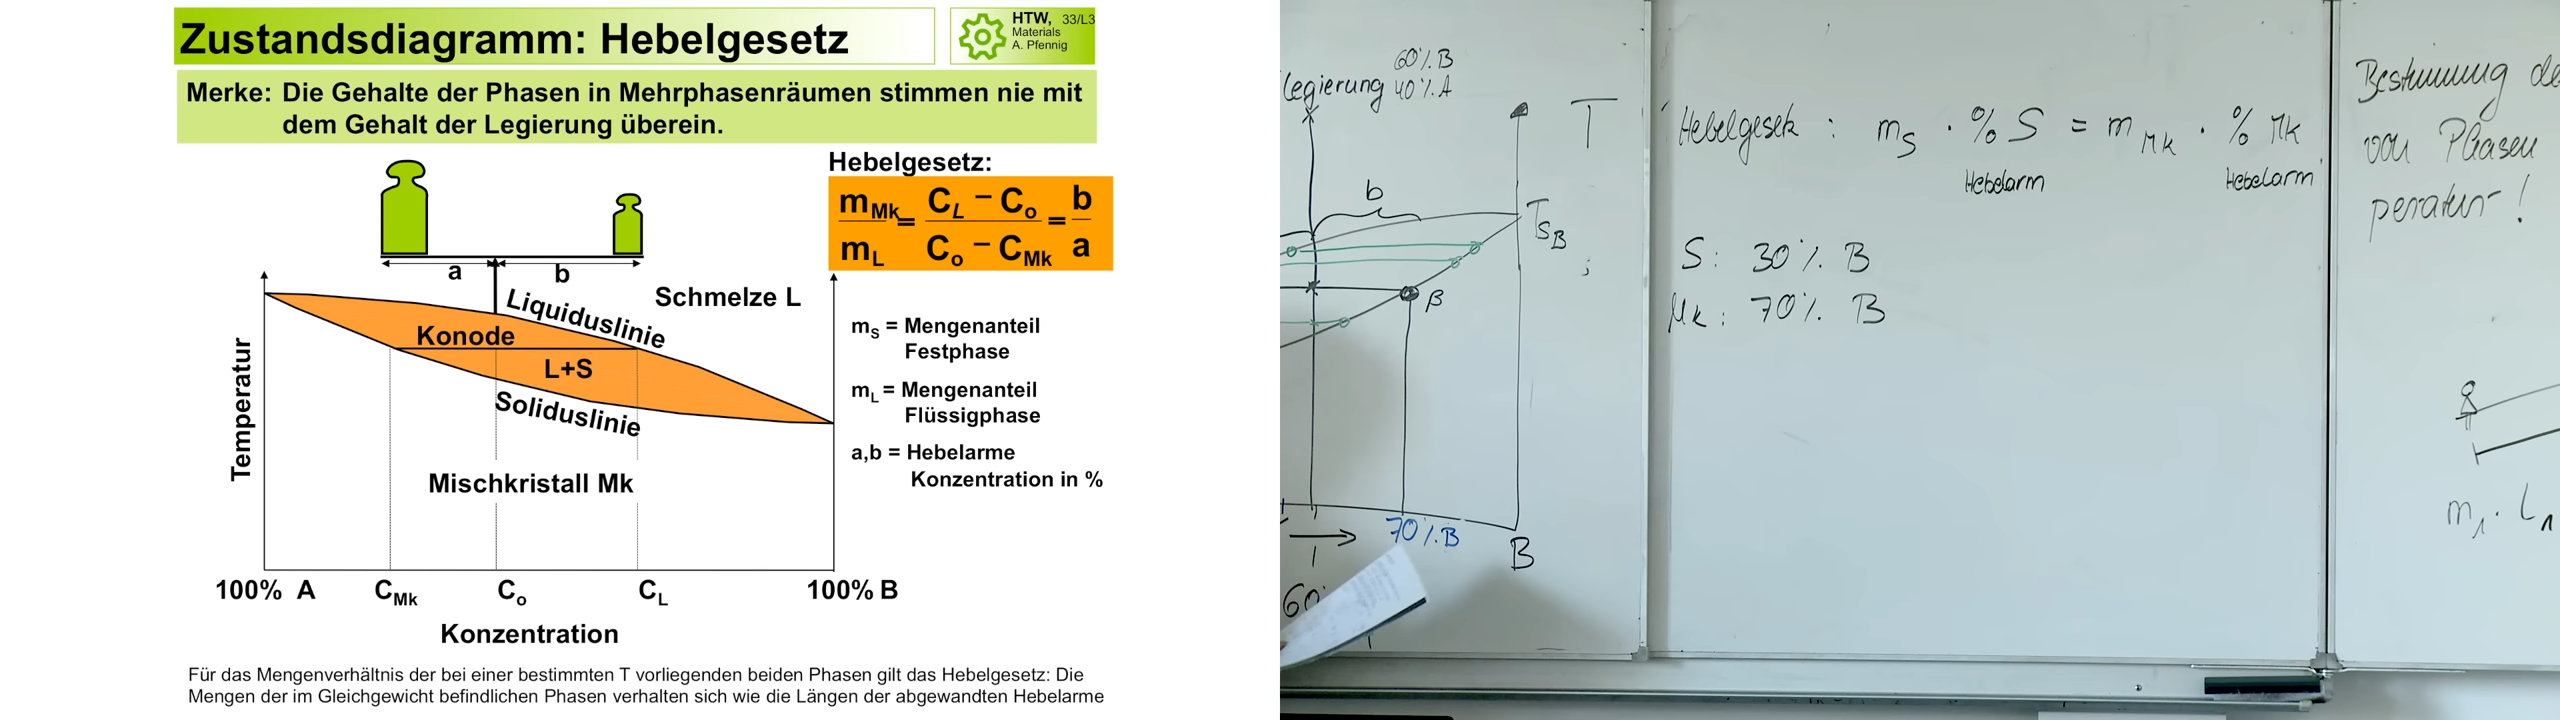 Zustandsdiagramm: Hebelgesetz
HTW, 33/L3
Materials
A. Pfennig
Merke: Die Gehalte der Phasen in Mehrphasenräumen stimmen nie mit
dem Gehalt der Legierung überein.
Hebelgesetz:
mMk = CL – Co = b
mL Co – CMk a
a b
Liquiduslinie
Schmelze L
Konode
L+S
Soliduslinie
Mischkristall Mk
Temperatur
mS = Mengenanteil
Festphase
mL = Mengenanteil
Flüssigphase
a,b = Hebelarme
Konzentration in %
100% A CMk Co CL 100% B
Konzentration
Für das Mengenverhältnis der bei einer bestimmten T vorliegenden beiden Phasen gilt das Hebelgesetz: Die
Mengen der im Gleichgewicht befindlichen Phasen verhalten sich wie die Längen der abgewandten Hebelarme
60% B
Legierung 40% A
T
b
TSB
β
70% B
B
60
Hebelgesetz : mS · % S = mMk · % Mk
Hebelarm Hebelarm
S: 30% B
Mk: 70% B
Bestimmung de
von Phasen
peratur!
m1 · L1